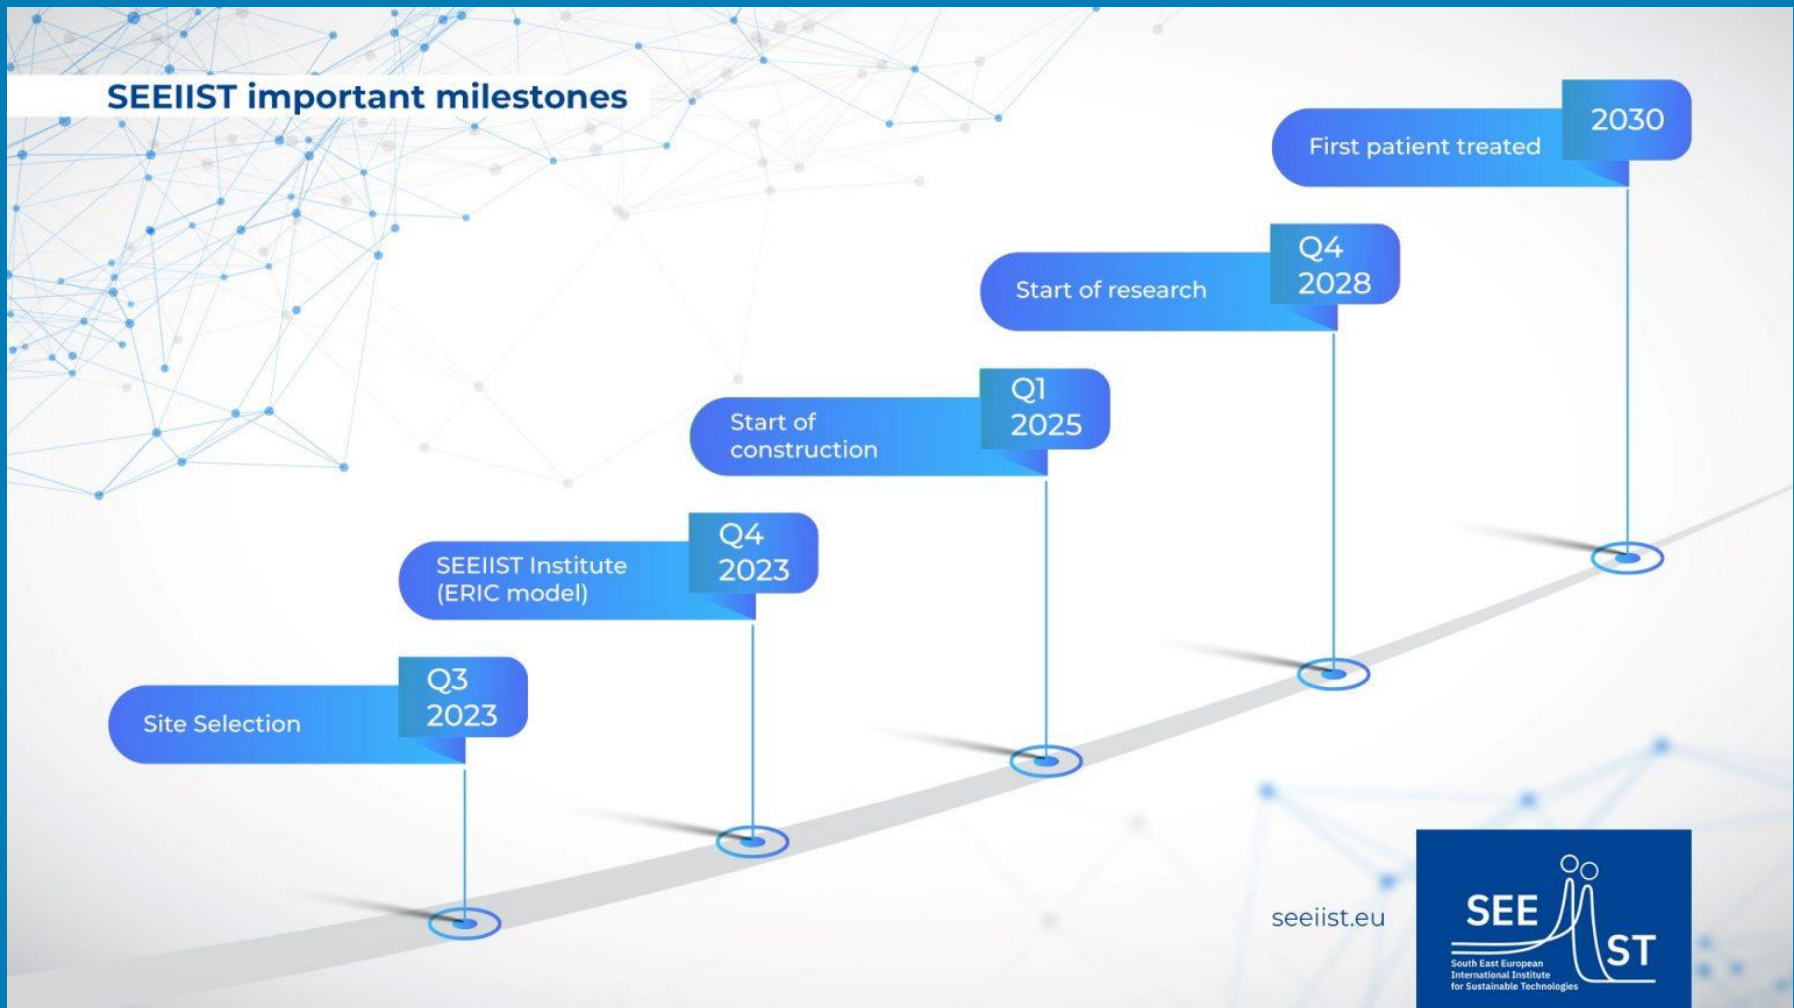 SEEIIST important milestones
2030
First patient treated
Q4
2028
Start of research
Q1
2025
Start of
construction
Q4
2023
SEEIIST Institute
(ERIC model)
Q3
2023
Site Selection
seeiist.eu
SEE
ST
South East European
International Institute
for Sustainable Technologies